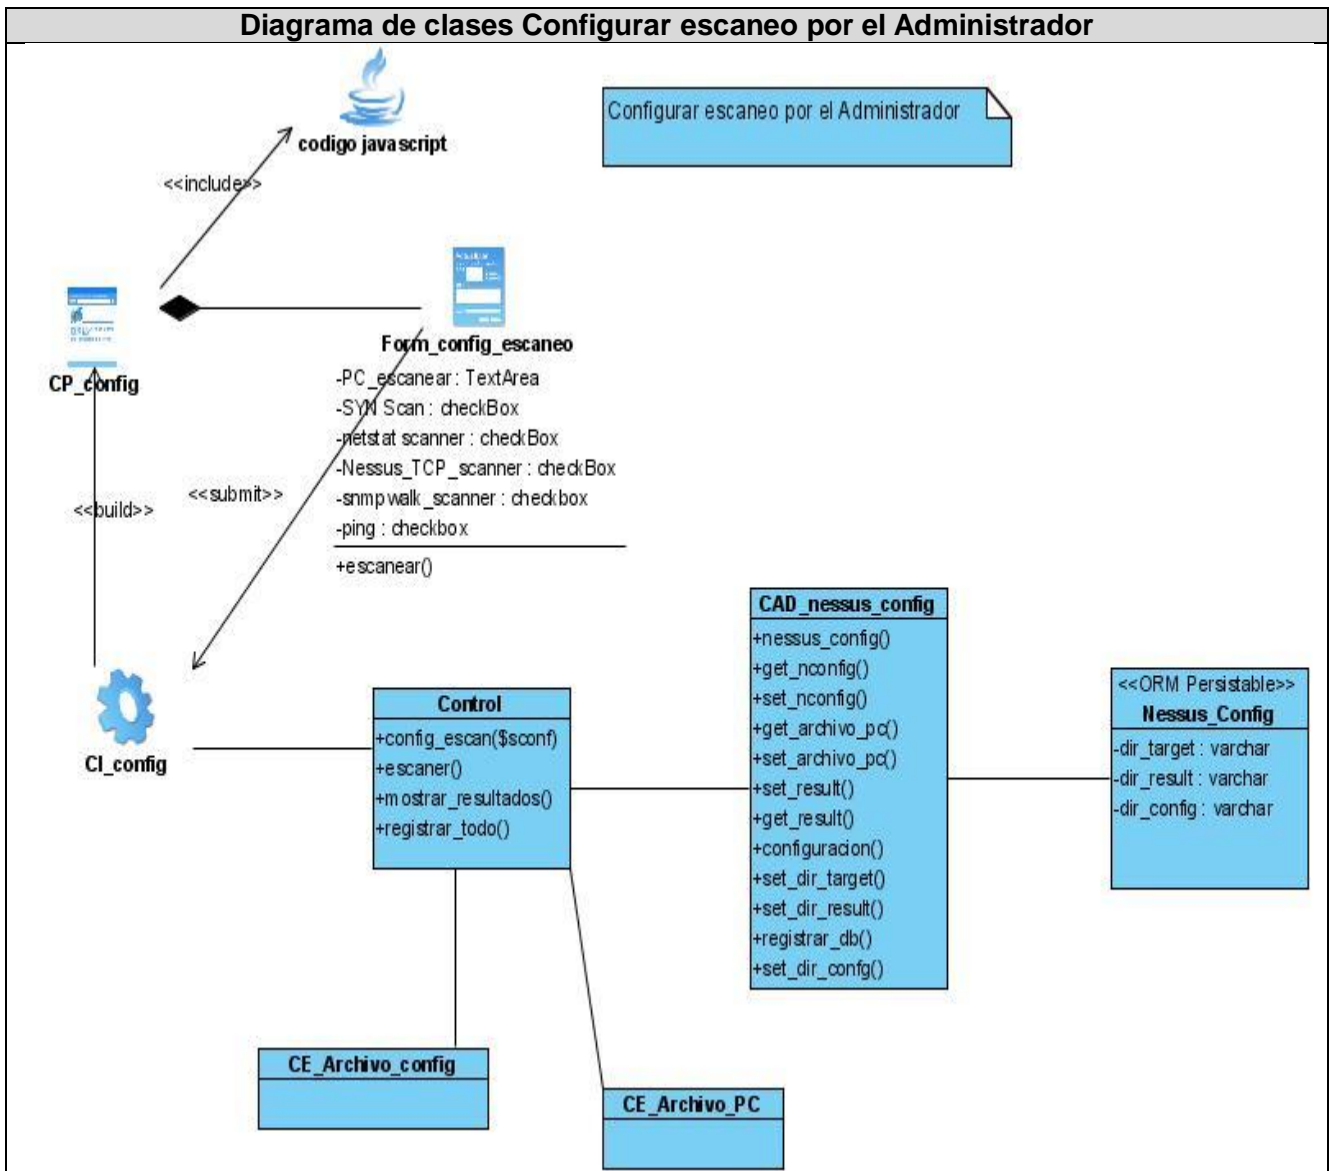 Diagrama de clases Configurar escaneo por el Administrador
codigo javascript
Configurar escaneo por el Administrador
<<include>>
CP_config
Form_config_escaneo
-PC_escanear : TextArea
-SYN Scan : checkBox
-netstat scanner : checkBox
-Nessus_TCP_scanner : checkBox
-snmpwalk_scanner : checkbox
-ping : checkbox
+escanear()
<<submit>>
<<build>>
CI_config
Control
+config_escan($sconf)
+escaner()
+mostrar_resultados()
+registrar_todo()
CAD_nessus_config
+nessus_config()
+get_nconfig()
+set_nconfig()
+get_archivo_pc()
+set_archivo_pc()
+set_result()
+get_result()
+configuracion()
+set_dir_target()
+set_dir_result()
+registrar_db()
+set_dir_confg()
<<ORM Persistable>>
Nessus_Config
-dir_target : varchar
-dir_result : varchar
-dir_config : varchar
CE_Archivo_config
CE_Archivo_PC